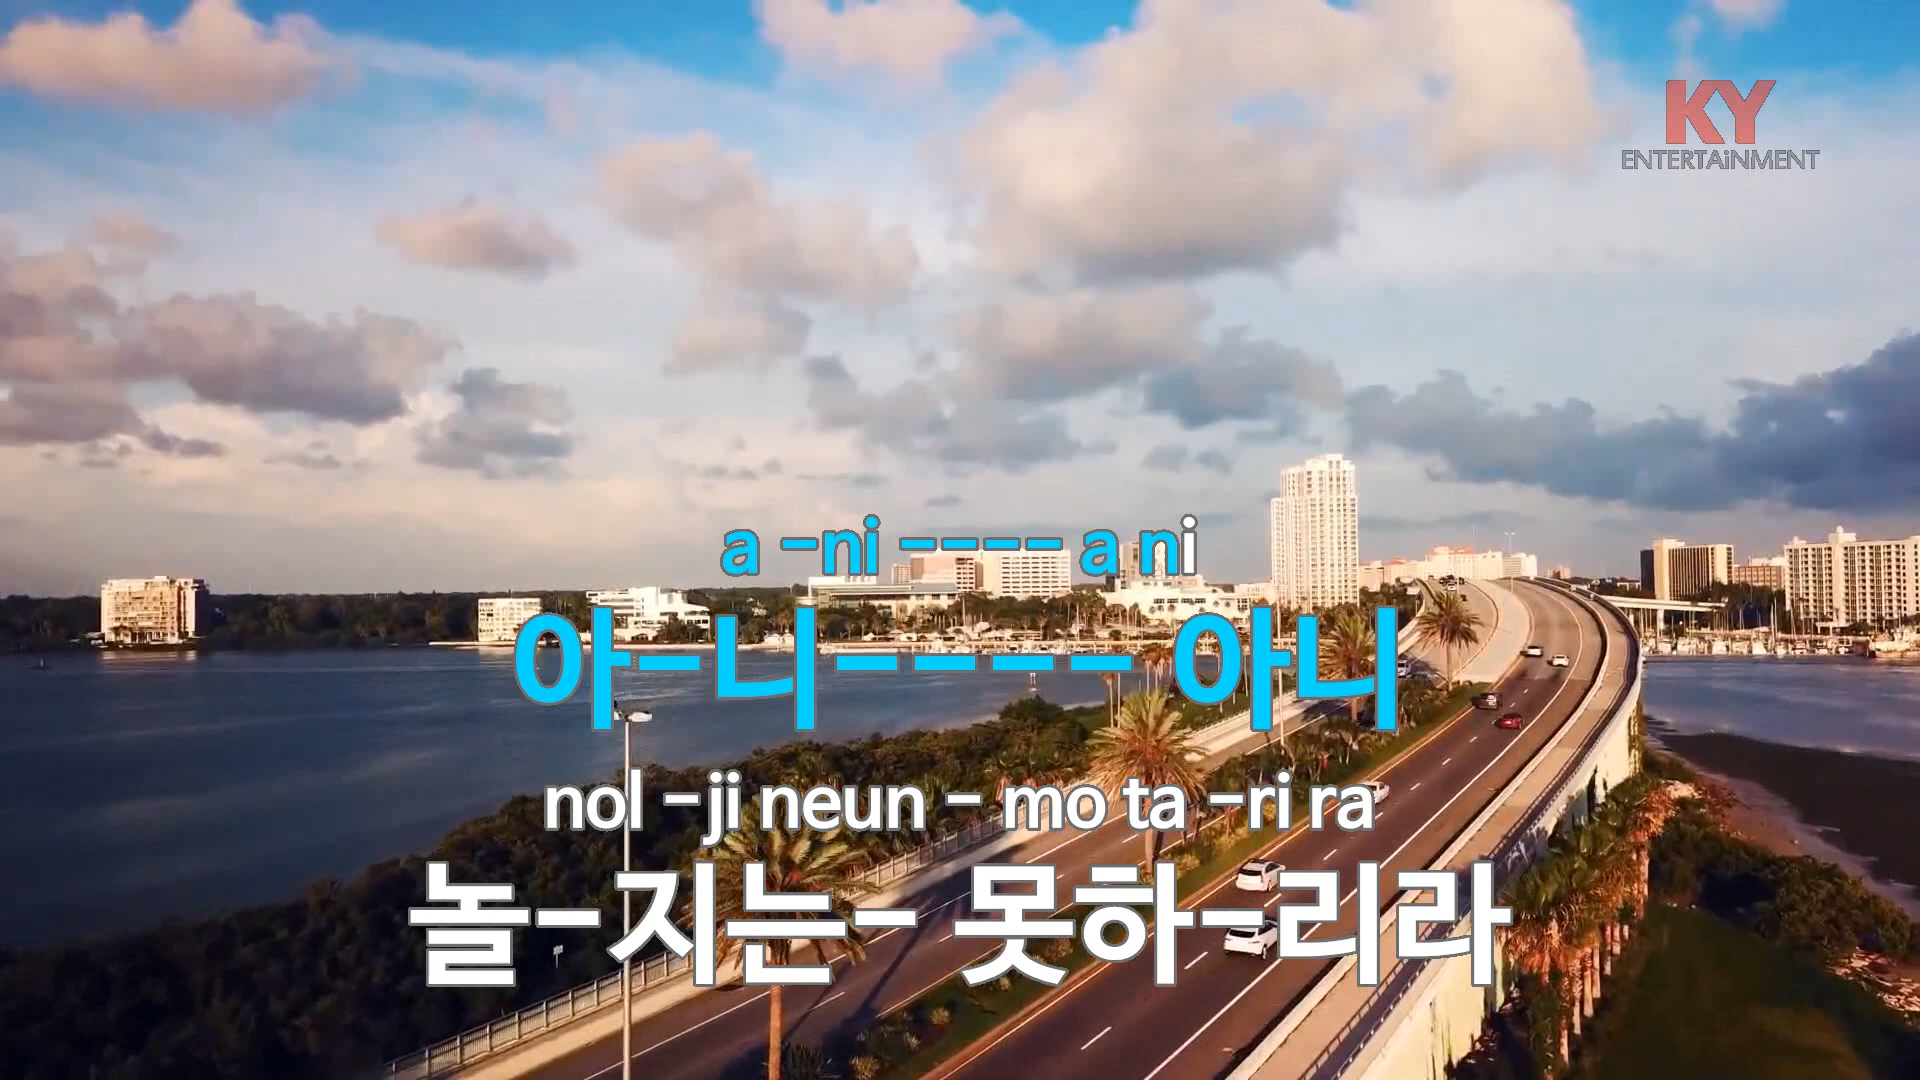 KY
ENTERTAiNMENT
a -ni ---- a ni
아-니---- 아니
nol -ji neun - mo ta -ri ra
놀-지는- 못하-리라